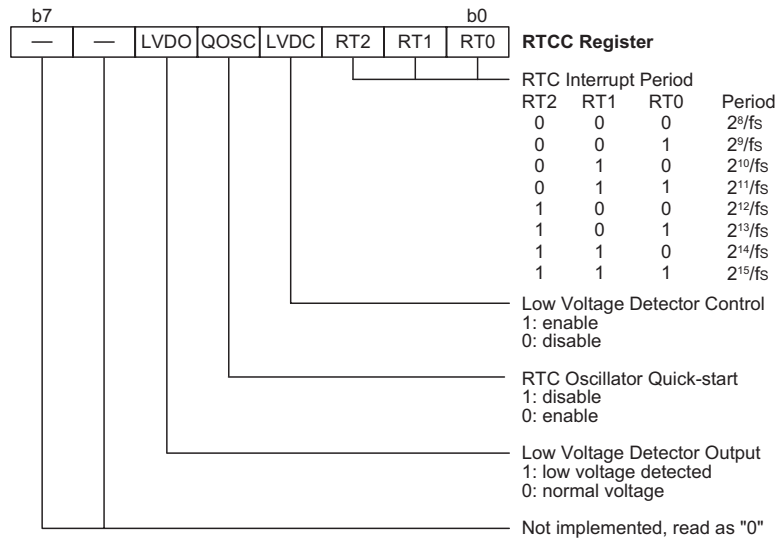 b7 b0
— — LVDO QOSC LVDC RT2 RT1 RT0 RTCC Register
RTC Interrupt Period
RT2 RT1 RT0 Period
0 0 0 2⁸/fs
0 0 1 2⁹/fs
0 1 0 2¹⁰/fs
0 1 1 2¹¹/fs
1 0 0 2¹²/fs
1 0 1 2¹³/fs
1 1 0 2¹⁴/fs
1 1 1 2¹⁵/fs
Low Voltage Detector Control
1: enable
0: disable
RTC Oscillator Quick-start
1: disable
0: enable
Low Voltage Detector Output
1: low voltage detected
0: normal voltage
Not implemented, read as "0"